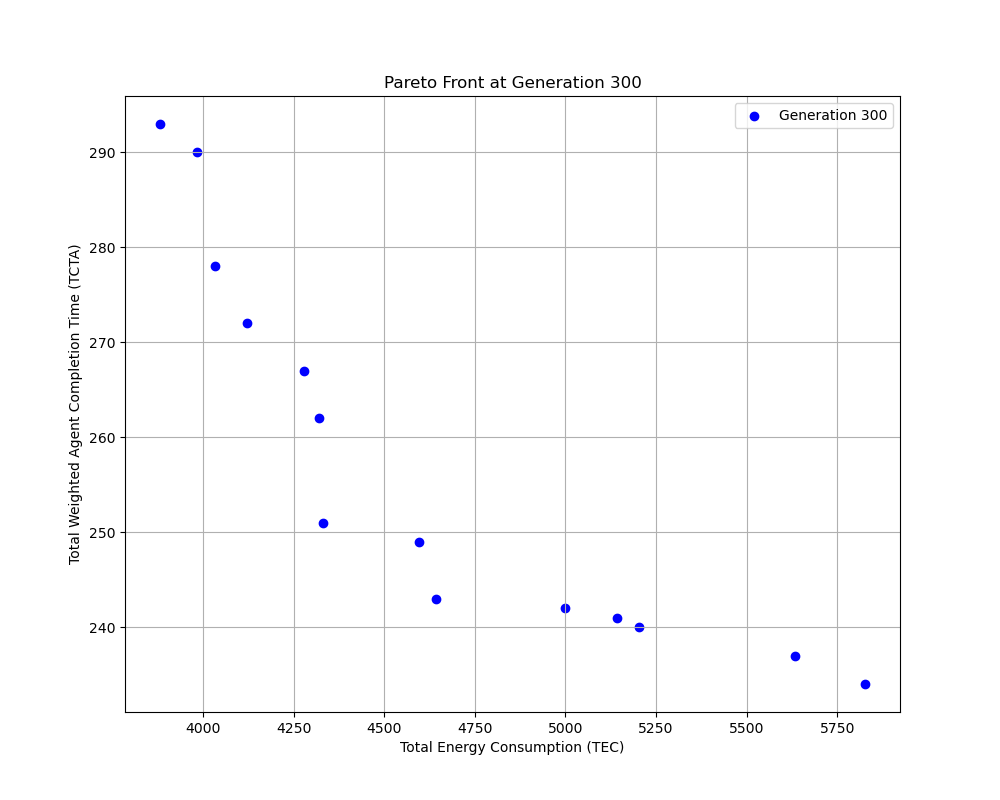 Pareto Front at Generation 300
Generation 300
290
280
270
260
250
240
Total Weighted Agent Completion Time (TCTA)
4000 4250 4500 4750 5000 5250 5500 5750
Total Energy Consumption (TEC)